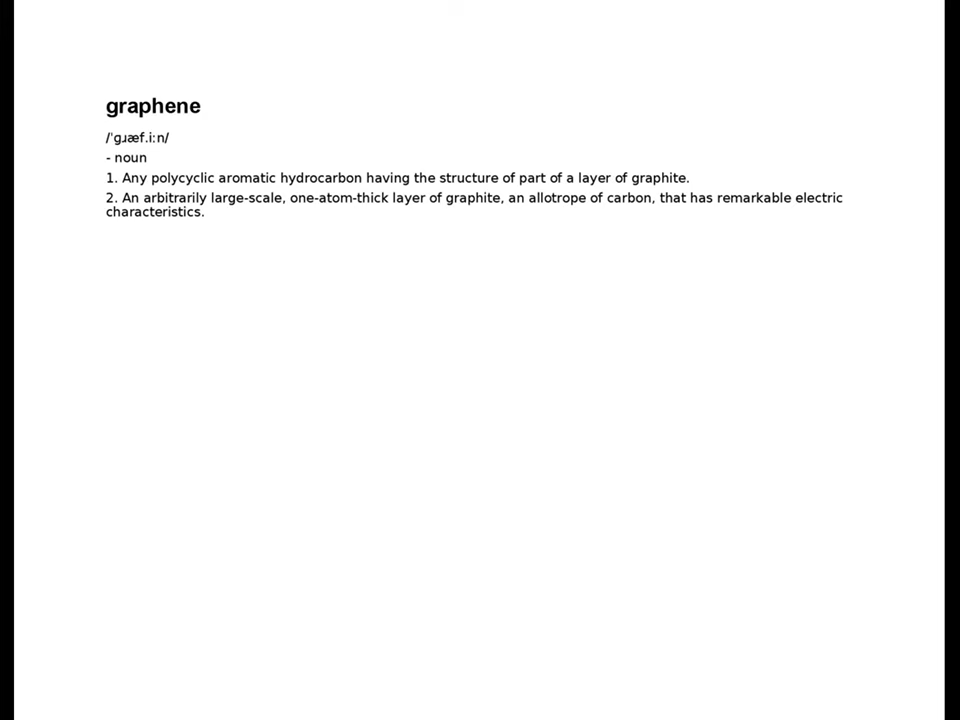 graphene
/ˈɡɹæf.iːn/
- noun
1. Any polycyclic aromatic hydrocarbon having the structure of part of a layer of graphite.
2. An arbitrarily large-scale, one-atom-thick layer of graphite, an allotrope of carbon, that has remarkable electric
characteristics.